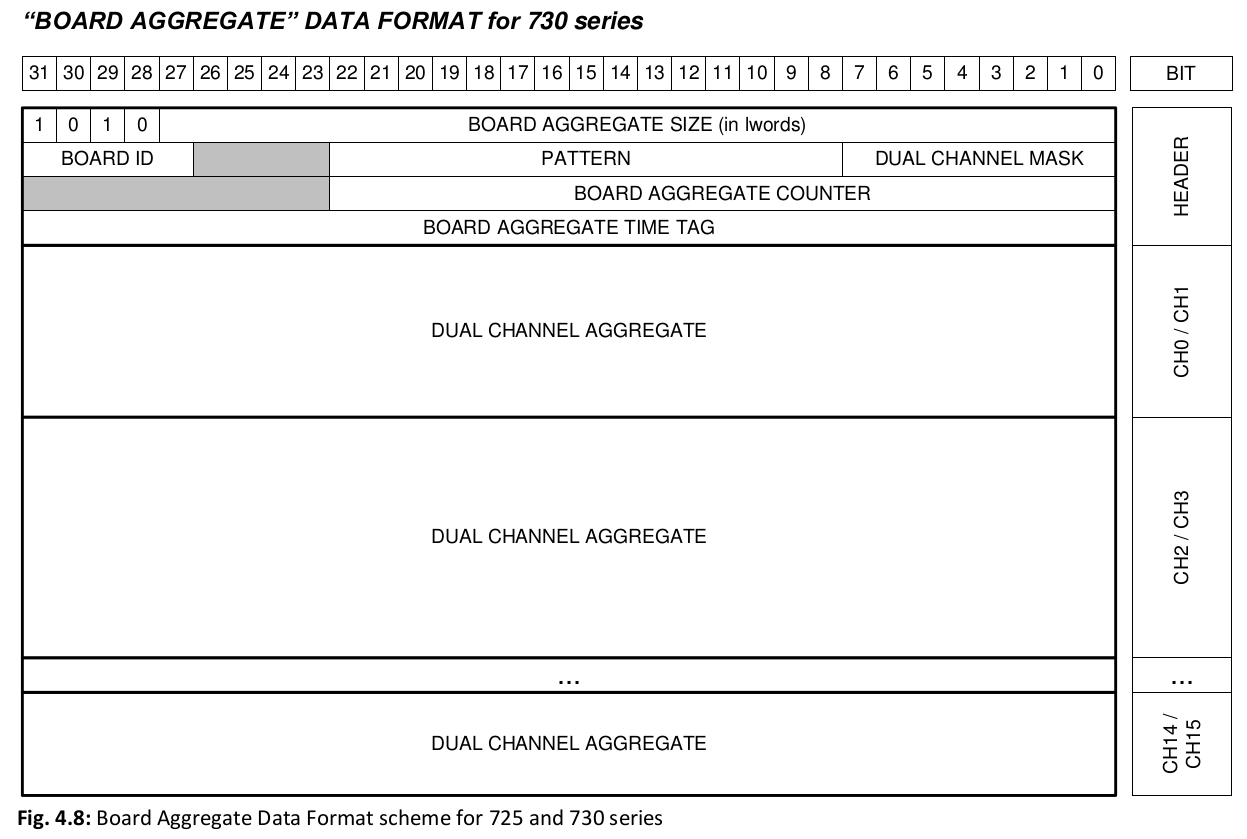 “BOARD AGGREGATE” DATA FORMAT for 730 series
31 30 29 28 27 26 25 24 23 22 21 20 19 18 17 16 15 14 13 12 11 10 9 8 7 6 5 4 3 2 1 0 BIT
1 0 1 0 BOARD AGGREGATE SIZE (in lwords)
BOARD ID PATTERN DUAL CHANNEL MASK
HEADER
BOARD AGGREGATE COUNTER
BOARD AGGREGATE TIME TAG
DUAL CHANNEL AGGREGATE
CH0 / CH1
DUAL CHANNEL AGGREGATE
CH2 / CH3
...
...
DUAL CHANNEL AGGREGATE
CH14 /
CH15
Fig. 4.8: Board Aggregate Data Format scheme for 725 and 730 series